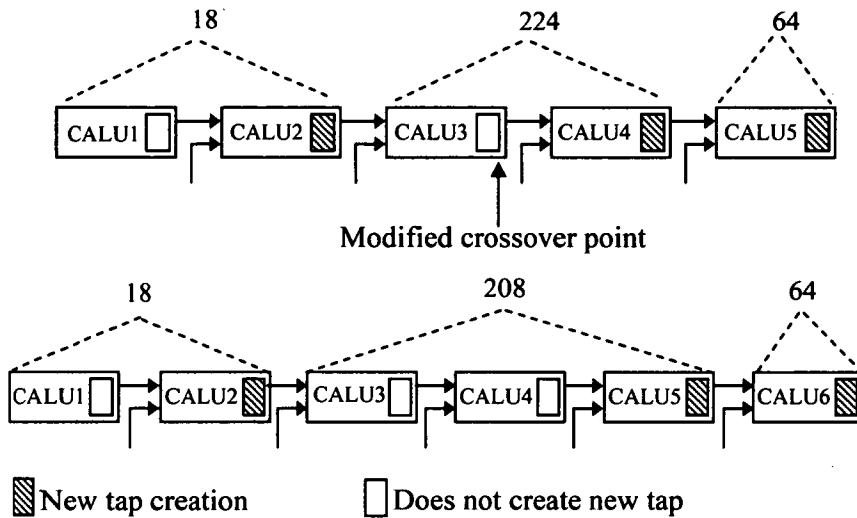 18 224 64
CALU1 CALU2 CALU3 CALU4 CALU5
Modified crossover point
18 208 64
CALU1 CALU2 CALU3 CALU4 CALU5 CALU6
New tap creation Does not create new tap